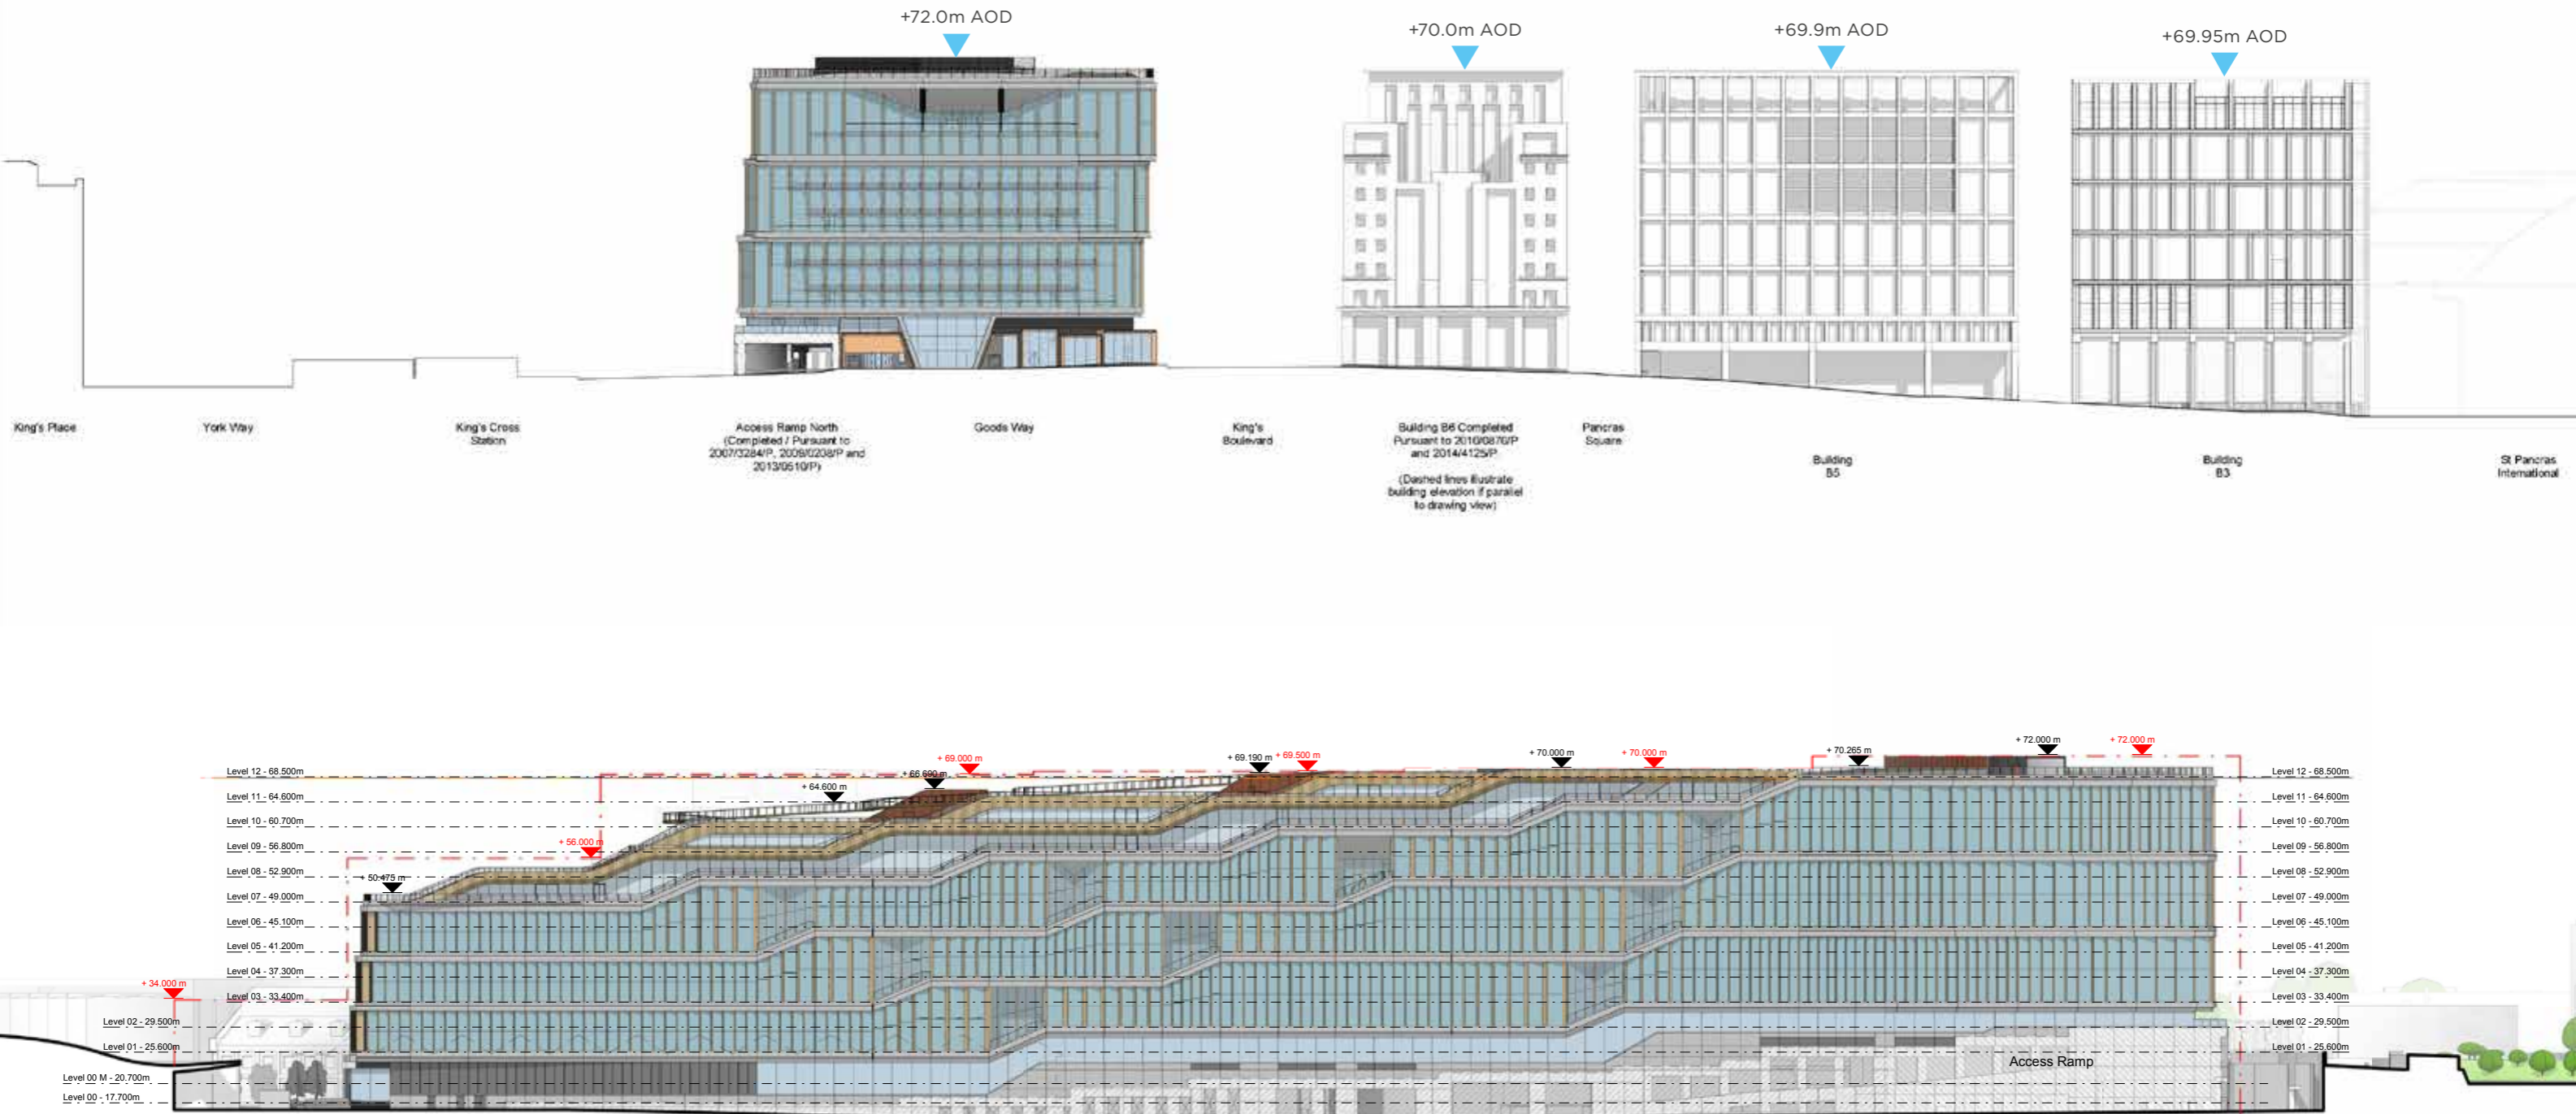 +72.0m AOD
+70.0m AOD
+69.9m AOD
+69.95m AOD
King's Place
York Way
King's Cross
Station
Access Ramp North
(Completed / Pursuant to
2007/3284/P, 2009/0208/P and
2013/0510/P)
Goods Way
King's
Boulevard
Building B6 Completed
Pursuant to 2010/0870/P
and 2014/4125/P
(Dashed lines illustrate
building elevation if parallel
to drawing view)
Pancras
Square
Building
B5
Building
B3
St Pancras
International
+ 72.000 m
+ 72.000 m
+ 70.265 m
+ 70.000 m
+ 70.000 m
+ 69.190 m
+ 69.500 m
+ 69.000 m
+ 66.690 m
+ 64.600 m
+ 56.000 m
+ 50.475 m
+ 34.000 m
Level 12 - 68.500m
Level 11 - 64.600m
Level 10 - 60.700m
Level 09 - 56.800m
Level 08 - 52.900m
Level 07 - 49.000m
Level 06 - 45.100m
Level 05 - 41.200m
Level 04 - 37.300m
Level 03 - 33.400m
Level 02 - 29.500m
Level 01 - 25.600m
Level 00 M - 20.700m
Level 00 - 17.700m
Level 12 - 68.500m
Level 11 - 64.600m
Level 10 - 60.700m
Level 09 - 56.800m
Level 08 - 52.900m
Level 07 - 49.000m
Level 06 - 45.100m
Level 05 - 41.200m
Level 04 - 37.300m
Level 03 - 33.400m
Level 02 - 29.500m
Level 01 - 25.600m
Access Ramp